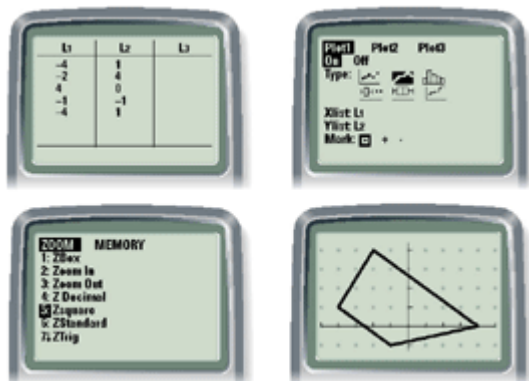 L1 L2 L3
-4 1
-2 4
4 0
-1 -1
-4 1
Plot1 Plot2 Plot3
On Off
Type:
Xlist: L1
Ylist: L2
Mark: + ·
ZOOM MEMORY
1: ZBox
2: Zoom In
3: Zoom Out
4: Z Decimal
5: Zsquare
6: ZStandard
7: ZTrig